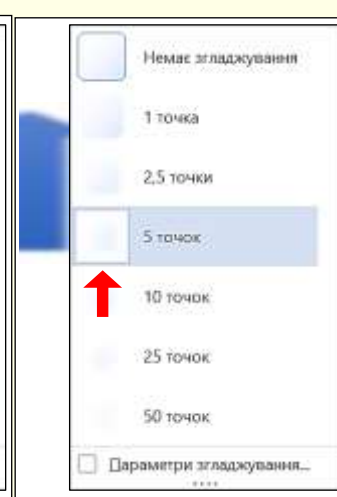 Немає згладжування
1 точка
2,5 точки
5 точок
10 точок
25 точок
50 точок
Параметри згладжування...